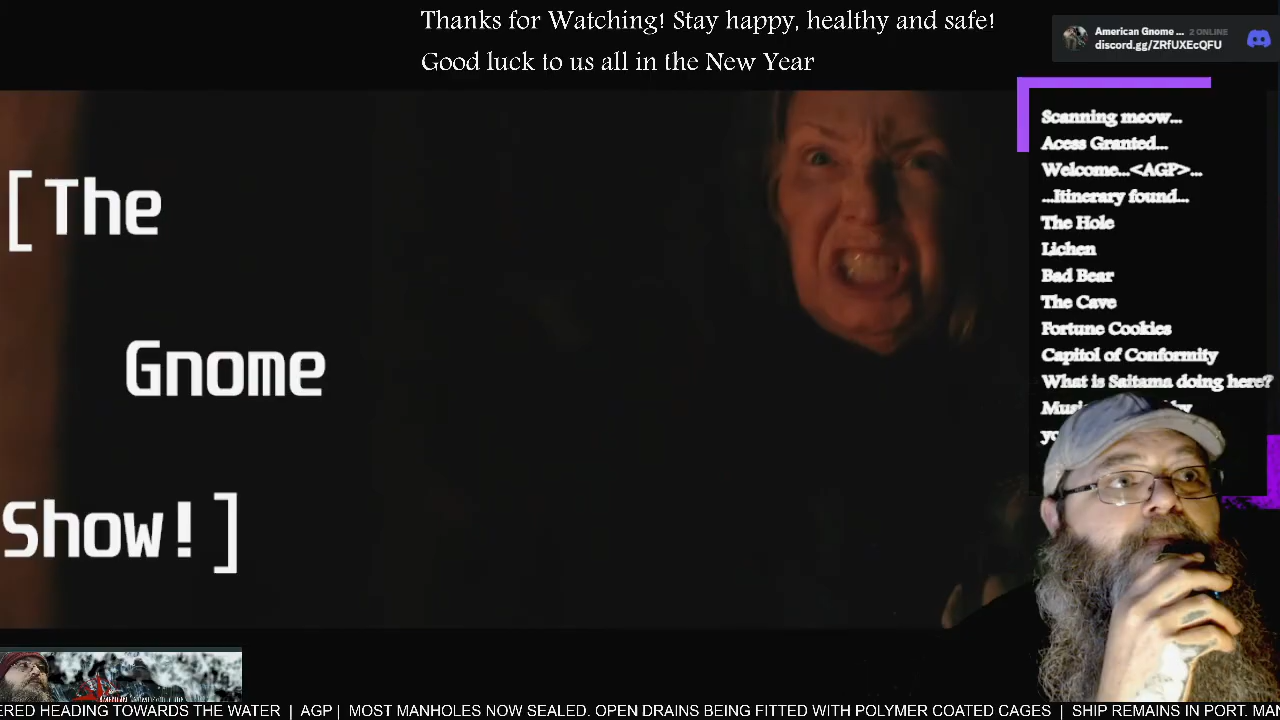 Thanks for Watching! Stay happy, healthy and safe!
Good luck to us all in the New Year
American Gnome ... 2 ONLINE
discord.gg/ZRfUXEcQFU
[The
Gnome
Show!]
Scanning meow...
Acess Granted...
Welcome...<AGP>...
...Itinerary found...
The Hole
Lichen
Bad Bear
The Cave
Fortune Cookies
Capitol of Conformity
What is Saitama doing here?
ERED HEADING TOWARDS THE WATER | AGP | MOST MANHOLES NOW SEALED. OPEN DRAINS BEING FITTED WITH POLYMER COATED CAGES | SHIP REMAINS IN PORT. MAN